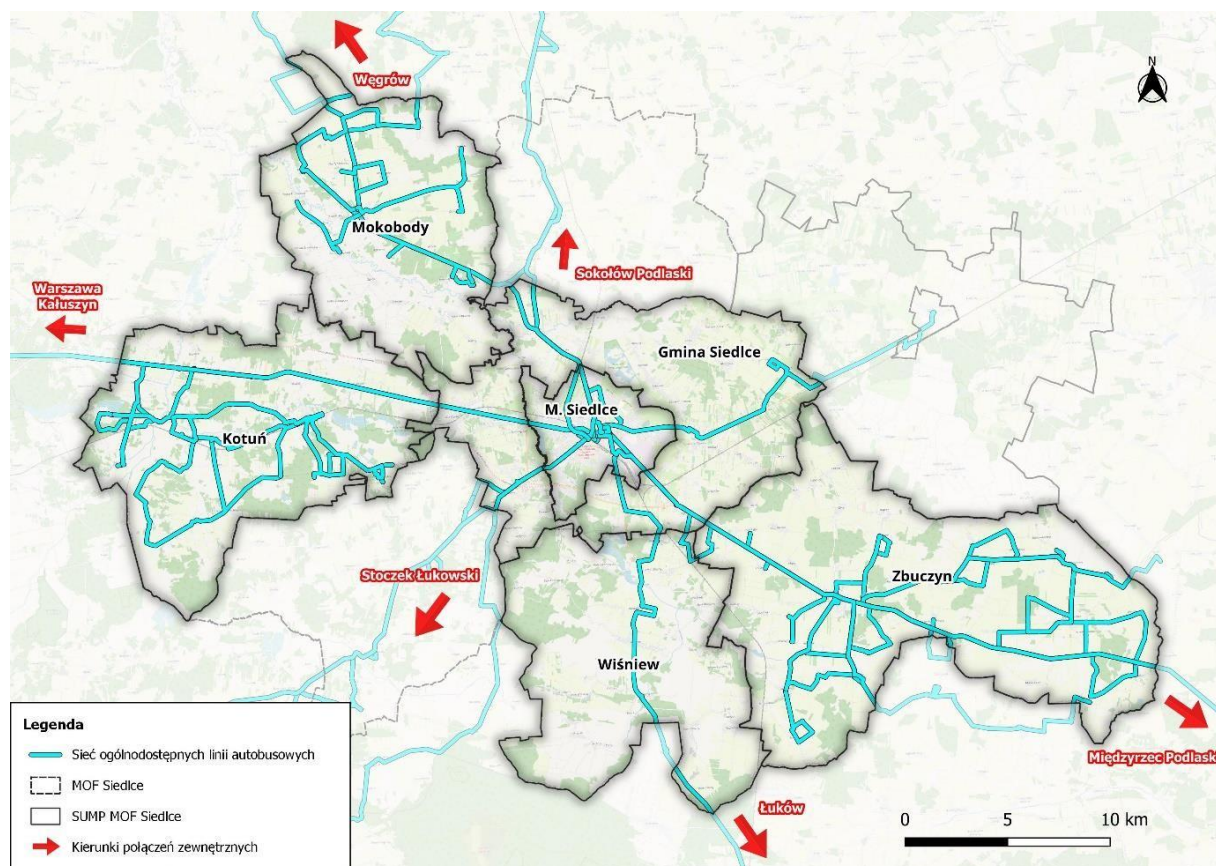 Węgrów
N
Mokobody
Sokołów Podlaski
Warszawa
Kałuszyn
Gmina Siedlce
M. Siedlce
Kotuń
Stoczek Łukowski
Zbuczyn
Wiśniew
Międzyrzec Podlaski
Łuków
Legenda
Sieć ogólnodostępnych linii autobusowych
MOF Siedlce
SUMP MOF Siedlce
Kierunki połączeń zewnętrznych
0 5 10 km